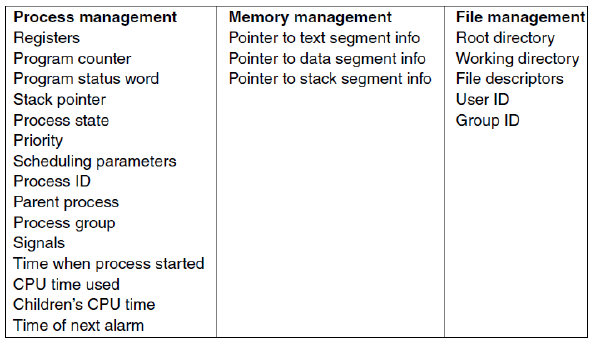 Process management
Registers
Program counter
Program status word
Stack pointer
Process state
Priority
Scheduling parameters
Process ID
Parent process
Process group
Signals
Time when process started
CPU time used
Children's CPU time
Time of next alarm
Memory management
Pointer to text segment info
Pointer to data segment info
Pointer to stack segment info
File management
Root directory
Working directory
File descriptors
User ID
Group ID